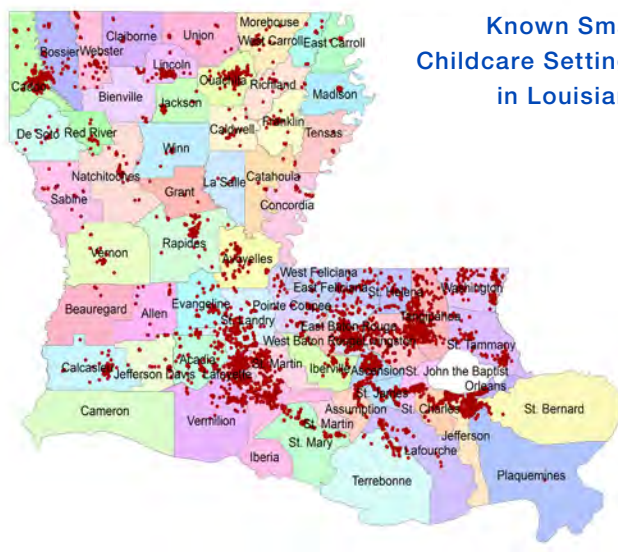 Known Sm
Childcare Settin
in Louisia
Morehouse
Claiborne
Union
West Carroll
East Carroll
Bossier
Webster
Lincoln
Ouachita
Richland
Caddo
Bienville
Jackson
Madison
De Soto
Red River
Caldwell
Franklin
Tensas
Winn
Natchitoches
La Salle
Catahoula
Sabine
Grant
Concordia
Vernon
Rapides
Avoyelles
West Feliciana
East Feliciana
St. Helena
Washington
Beauregard
Allen
Evangeline
St. Landry
Pointe Coupee
East Baton Rouge
Tangipahoa
West Baton Rouge
Livingston
St. Tammany
Calcasieu
Jefferson Davis
Acadia
Lafayette
St. Martin
Iberville
Ascension
St. John the Baptist
Orleans
St. James
Cameron
Vermilion
Assumption
St. Charles
St. Bernard
St. Martin
St. Mary
Jefferson
Iberia
Lafourche
Terrebonne
Plaquemines